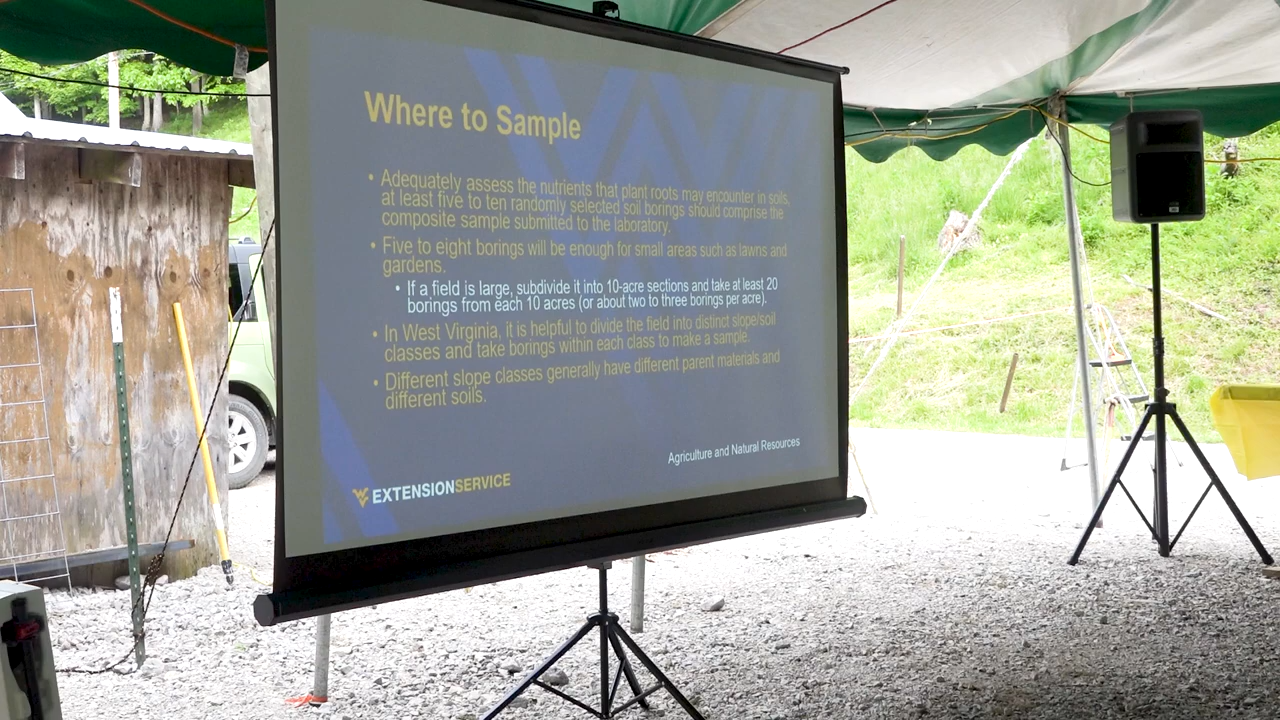 Where to Sample
• Adequately assess the nutrients that plant roots may encounter in soils,
at least five to ten randomly selected soil borings should comprise the
composite sample submitted to the laboratory.
• Five to eight borings will be enough for small areas such as lawns and
gardens.
• If a field is large, subdivide it into 10-acre sections and take at least 20
borings from each 10 acres (or about two to three borings per acre).
• In West Virginia, it is helpful to divide the field into distinct slope/soil
classes and take borings within each class to make a sample.
• Different slope classes generally have different parent materials and
different soils.
Agriculture and Natural Resources
EXTENSIONSERVICE